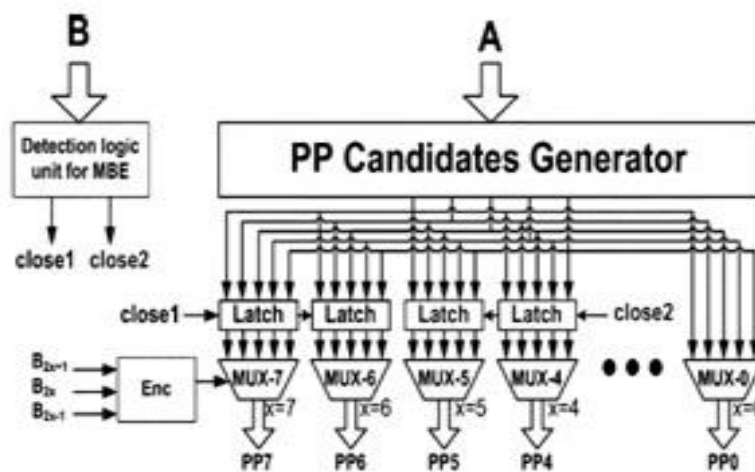 B
A
Detection logic
unit for MBE
PP Candidates Generator
close1 close2
close1 Latch Latch Latch Latch close2
B2x+1
B2x
B2x-1
Enc
MUX-7 MUX-6 MUX-5 MUX-4 MUX-0
x=7 x=6 x=5 x=4
PP7 PP6 PP5 PP4 PP0